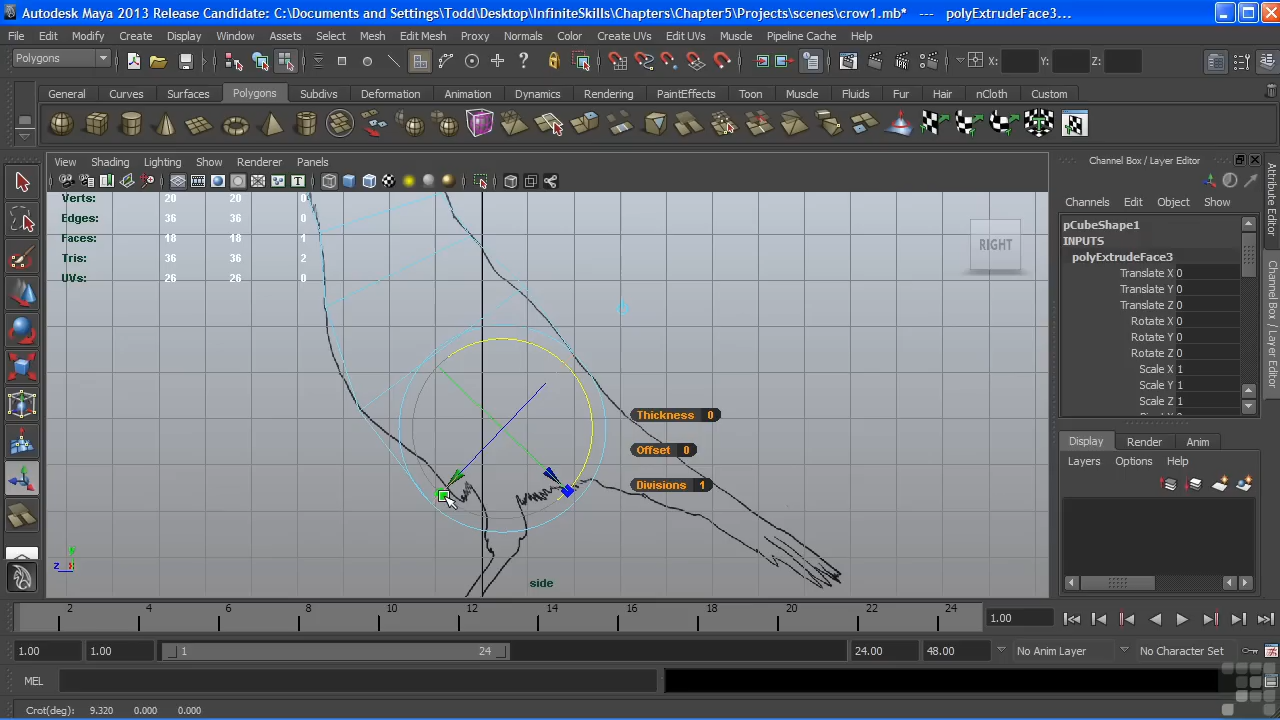 Autodesk Maya 2013 Release Candidate: C:\Documents and Settings\Todd\Desktop\InfiniteSkills\Chapters\Chapter5\Projects\scenes\crow1.mb* --- polyExtrudeFace3...
File Edit Modify Create Display Window Assets Select Mesh Edit Mesh Proxy Normals Color Create UVs Edit UVs Muscle Pipeline Cache Help
Polygons
X: Y: Z:
General Curves Surfaces Polygons Subdivs Deformation Animation Dynamics Rendering PaintEffects Toon Muscle Fluids Fur Hair nCloth Custom
View Shading Lighting Show Renderer Panels
Channel Box / Layer Editor
Channels Edit Object Show
Verts: 20 20 0
Edges: 36 36 0
Faces: 18 18 1
Tris: 36 36 2
UVs: 26 26 0
RIGHT
pCubeShape1
INPUTS
polyExtrudeFace3
Translate X 0
Translate Y 0
Translate Z 0
Rotate X 0
Rotate Y 0
Rotate Z 0
Scale X 1
Scale Y 1
Scale Z 1
Attribute Editor
Channel Box / Layer Editor
Thickness 0
Offset 0
Divisions 1
Display Render Anim
Layers Options Help
y
z
side
2 4 6 8 10 12 14 16 18 20 22 24
1.00
1.00 1.00 1 24 24.00 48.00 No Anim Layer No Character Set
MEL
Crot(deg): 9.320 0.000 0.000